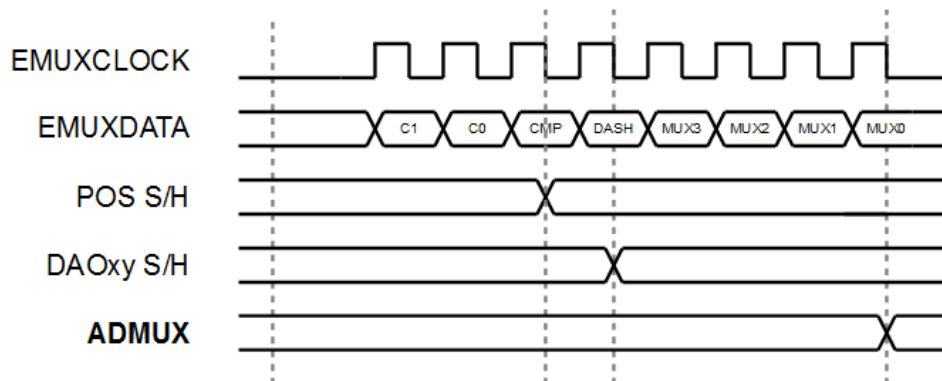 EMUXCLOCK
EMUXDATA C1 C0 CMP DASH MUX3 MUX2 MUX1 MUX0
POS S/H
DAOxy S/H
ADMUX